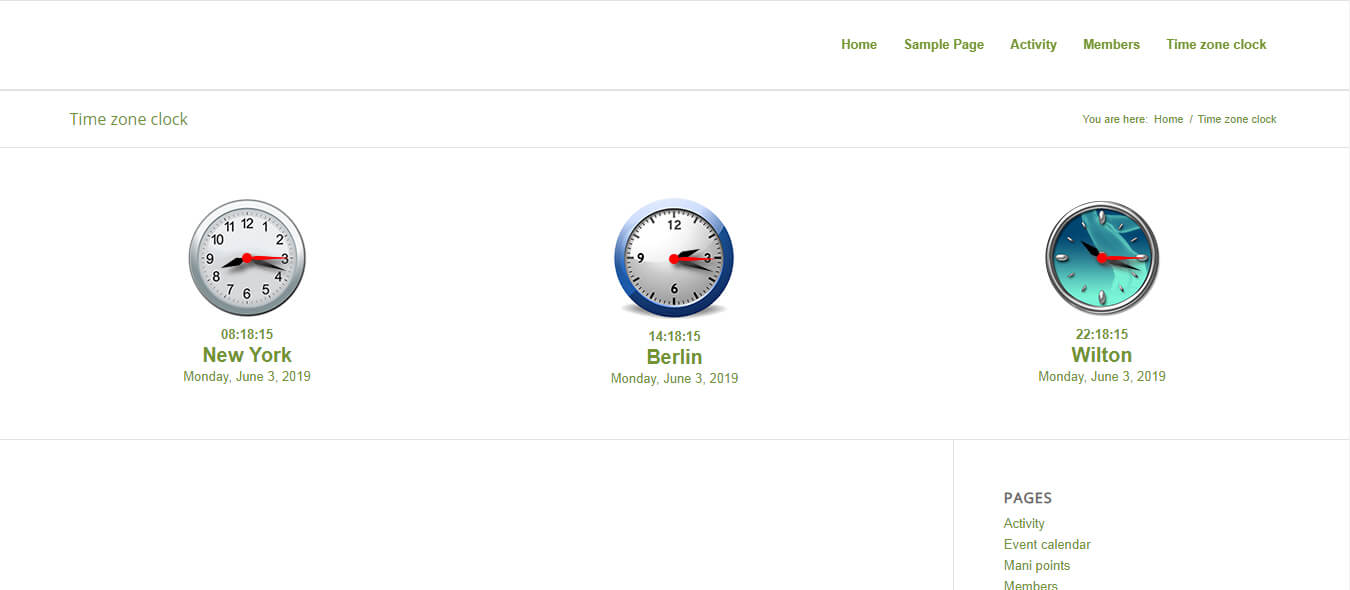 Home Sample Page Activity Members Time zone clock
Time zone clock
You are here: Home / Time zone clock
12
11 1
10 2
9 3
8 4
7 5
6
12
9 3
6
08:18:15
New York
Monday, June 3, 2019
14:18:15
Berlin
Monday, June 3, 2019
22:18:15
Wilton
Monday, June 3, 2019
PAGES
Activity
Event calendar
Mani points
Members